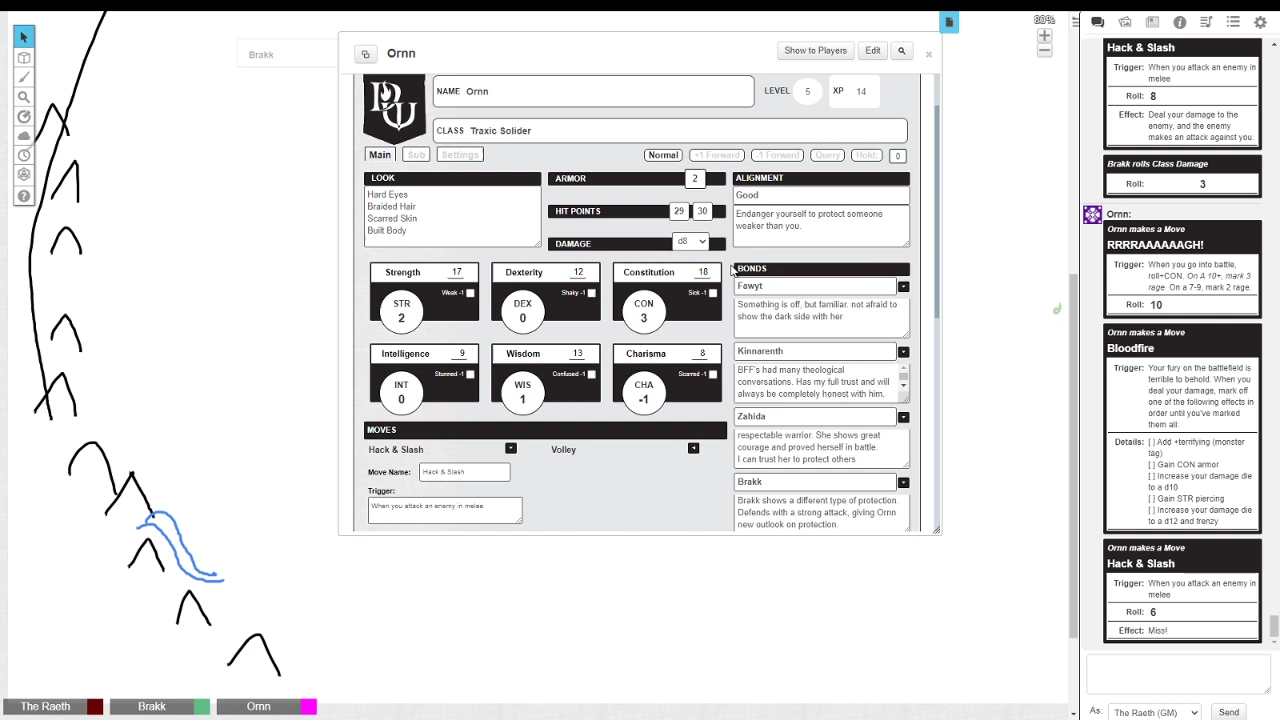 80%
Brakk
Ornn
Show to Players
Edit
NAME Ornn
LEVEL 5 XP 14
CLASS Traxic Solider
Main Sub Settings
Normal +1 Forward -1 Forward Query Hold: 0
LOOK
Hard Eyes
Braided Hair
Scarred Skin
Built Body
ARMOR 2
HIT POINTS 29 30
DAMAGE d8
ALIGNMENT
Good
Endanger yourself to protect someone
weaker than you.
Strength 17
Weak -1
STR
2
Dexterity 12
Shaky -1
DEX
0
Constitution 18
Sick -1
CON
3
Intelligence 9
Stunned -1
INT
0
Wisdom 13
Confused -1
WIS
1
Charisma 8
Scarred -1
CHA
-1
BONDS
Fawyt
Something is off, but familiar. not afraid to
show the dark side with her
Kinnarenth
BFF's had many theological
conversations. Has my full trust and will
always be completely honest with him.
Zahida
respectable warrior. She shows great
courage and proved herself in battle.
I can trust her to protect others
Brakk
Brakk shows a different type of protection.
Defends with a strong attack, giving Ornn
new outlook on protection.
MOVES
Hack & Slash
Volley
Move Name: Hack & Slash
Trigger:
When you attack an enemy in melee
Hack & Slash
Trigger: When you attack an enemy in
melee
Roll: 8
Effect: Deal your damage to the
enemy, and the enemy
makes an attack against you.
Brakk rolls Class Damage
Roll: 3
Ornn:
Ornn makes a Move
RRRRAAAAAAGH!
Trigger: When you go into battle,
roll+CON. On A 10+, mark 3
rage. On a 7-9, mark 2 rage.
Roll: 10
Ornn makes a Move
Bloodfire
Trigger: Your fury on the battlefield is
terrible to behold. When you
deal your damage, mark off
one of the following effects in
order until you've marked
them all:
Details: [ ] Add +terrifying (monster
tag)
[ ] Gain CON armor
[ ] Increase your damage die
to a d10
[ ] Gain STR piercing
[ ] Increase your damage die
to a d12 and frenzy
Ornn makes a Move
Hack & Slash
Trigger: When you attack an enemy in
melee
Roll: 6
Effect: Miss!
As: The Raeth (GM) Send
The Raeth
Brakk
Ornn